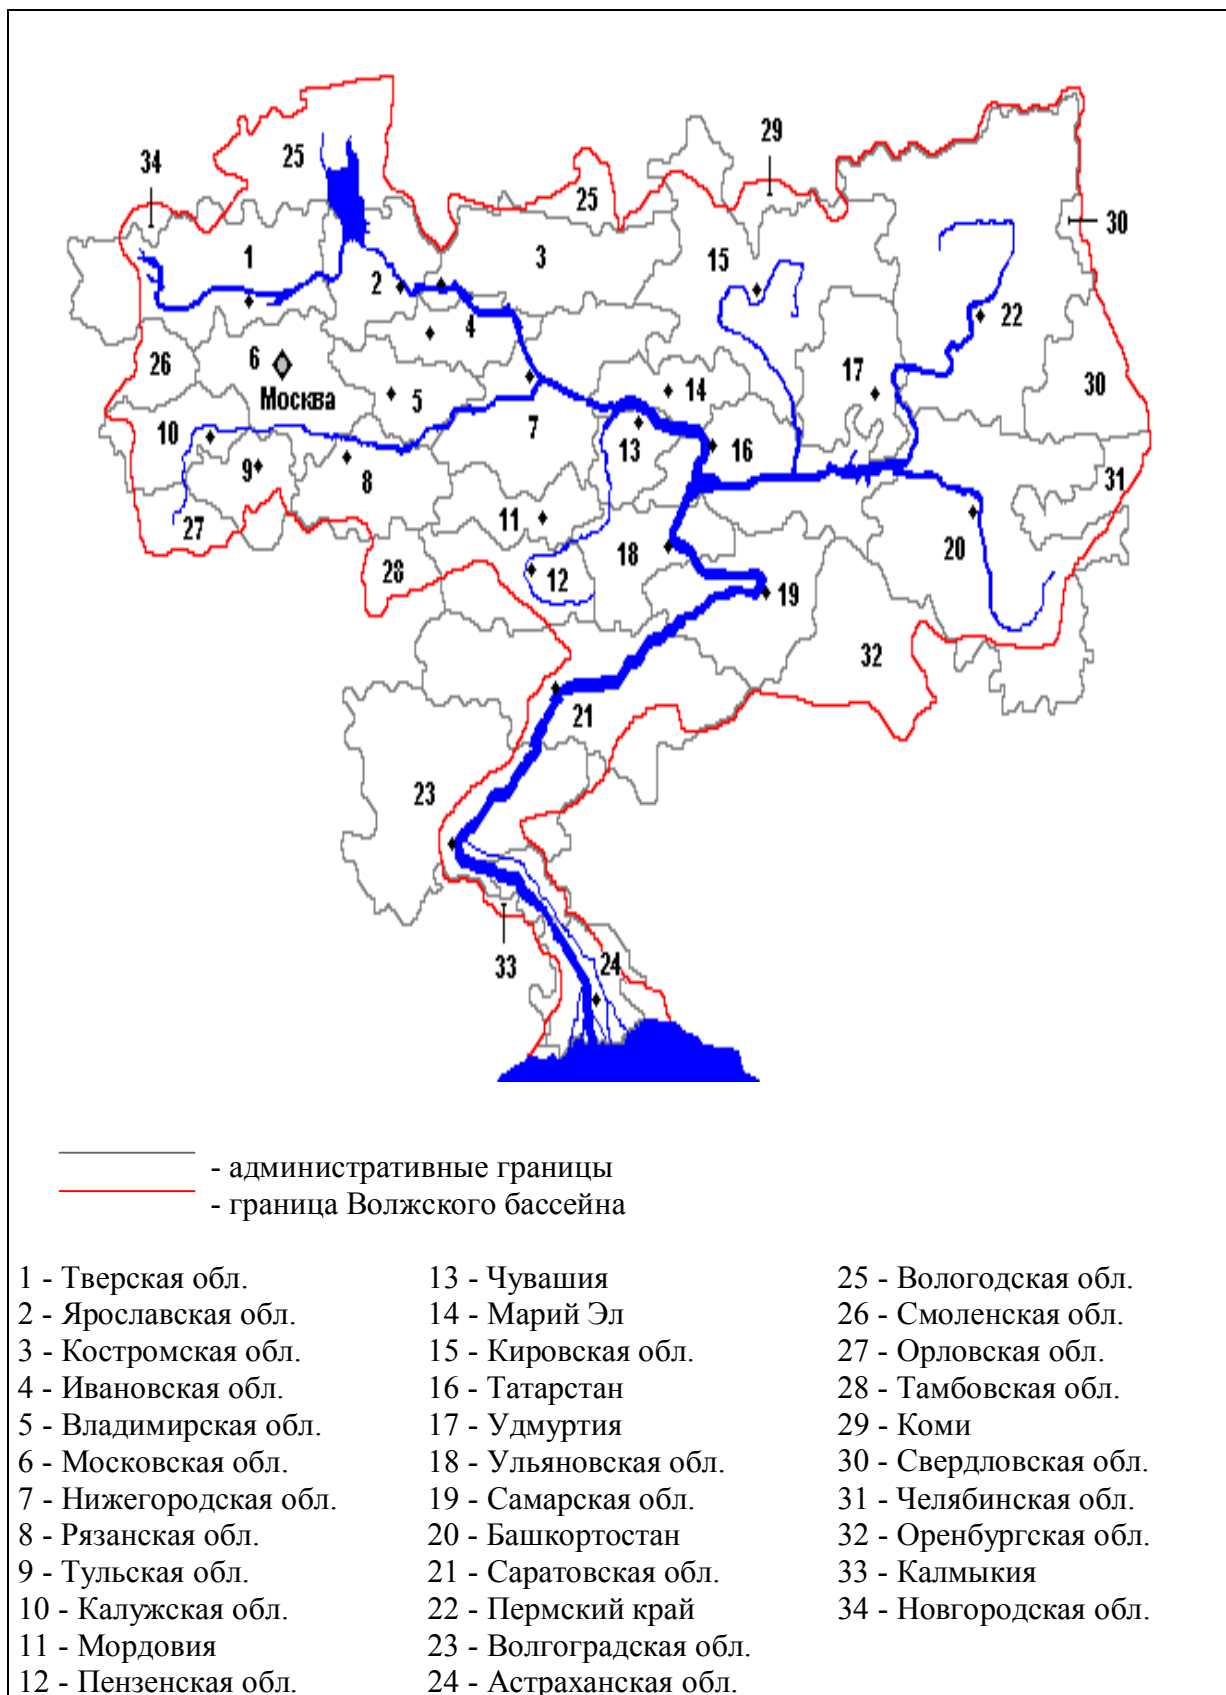 25
29
34
25
30
1
3
15
2
22
4
6
26
17
30
Москва
5
14
10
7
13
16
9
8
31
11
27
18
20
28
12
19
32
21
23
33
24
- административные границы
- граница Волжского бассейна
1 - Тверская обл.
2 - Ярославская обл.
3 - Костромская обл.
4 - Ивановская обл.
5 - Владимирская обл.
6 - Московская обл.
7 - Нижегородская обл.
8 - Рязанская обл.
9 - Тульская обл.
10 - Калужская обл.
11 - Мордовия
12 - Пензенская обл.
13 - Чувашия
14 - Марий Эл
15 - Кировская обл.
16 - Татарстан
17 - Удмуртия
18 - Ульяновская обл.
19 - Самарская обл.
20 - Башкортостан
21 - Саратовская обл.
22 - Пермский край
23 - Волгоградская обл.
24 - Астраханская обл.
25 - Вологодская обл.
26 - Смоленская обл.
27 - Орловская обл.
28 - Тамбовская обл.
29 - Коми
30 - Свердловская обл.
31 - Челябинская обл.
32 - Оренбургская обл.
33 - Калмыкия
34 - Новгородская обл.